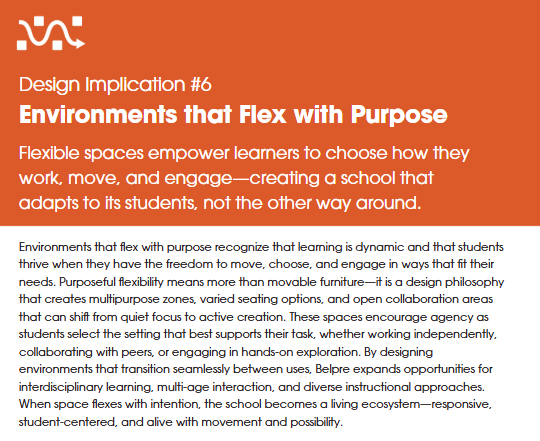 Design Implication #6
Environments that Flex with Purpose
Flexible spaces empower learners to choose how they
work, move, and engage—creating a school that
adapts to its students, not the other way around.
Environments that flex with purpose recognize that learning is dynamic and that students
thrive when they have the freedom to move, choose, and engage in ways that fit their
needs. Purposeful flexibility means more than movable furniture—it is a design philosophy
that creates multipurpose zones, varied seating options, and open collaboration areas
that can shift from quiet focus to active creation. These spaces encourage agency as
students select the setting that best supports their task, whether working independently,
collaborating with peers, or engaging in hands-on exploration. By designing
environments that transition seamlessly between uses, Belpre expands opportunities for
interdisciplinary learning, multi-age interaction, and diverse instructional approaches.
When space flexes with intention, the school becomes a living ecosystem—responsive,
student-centered, and alive with movement and possibility.